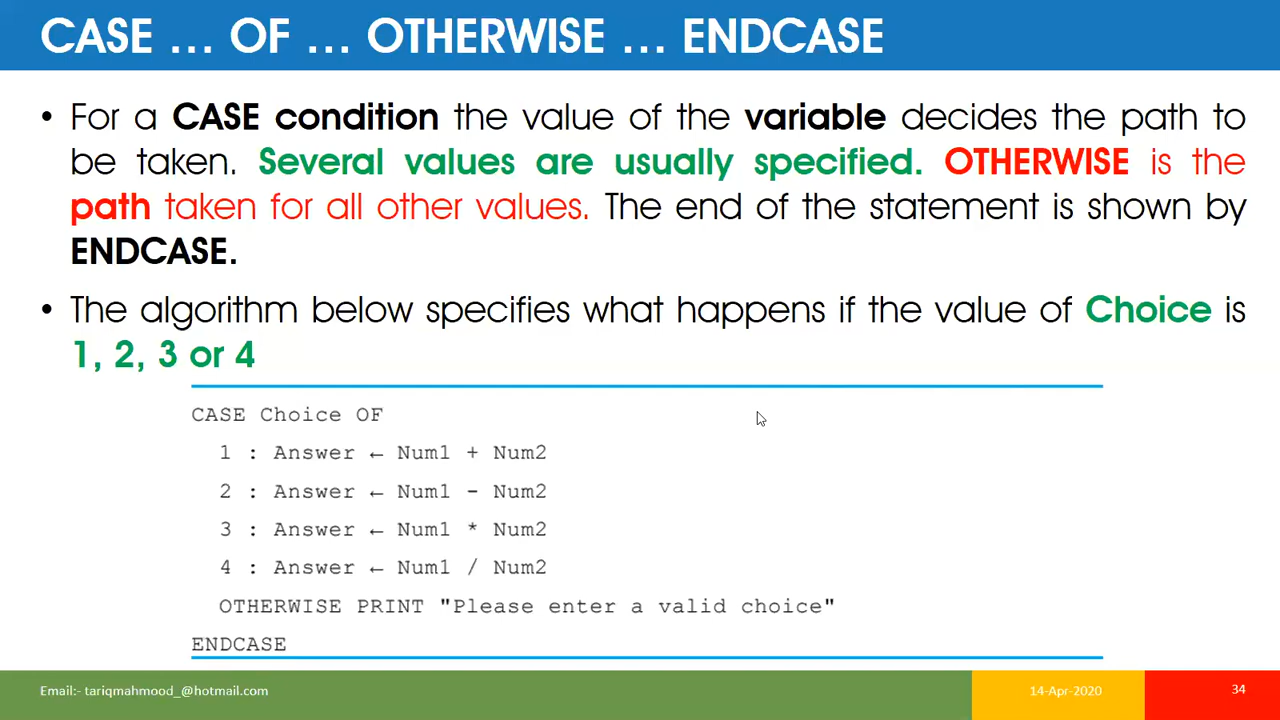 CASE … OF … OTHERWISE … ENDCASE
• For a CASE condition the value of the variable decides the path to
be taken. Several values are usually specified. OTHERWISE is the
path taken for all other values. The end of the statement is shown by
ENDCASE.
• The algorithm below specifies what happens if the value of Choice is
1, 2, 3 or 4
CASE Choice OF
1 : Answer ← Num1 + Num2
2 : Answer ← Num1 - Num2
3 : Answer ← Num1 * Num2
4 : Answer ← Num1 / Num2
OTHERWISE PRINT "Please enter a valid choice"
ENDCASE
Email:- tariqmahmood_@hotmail.com
14-Apr-2020
34